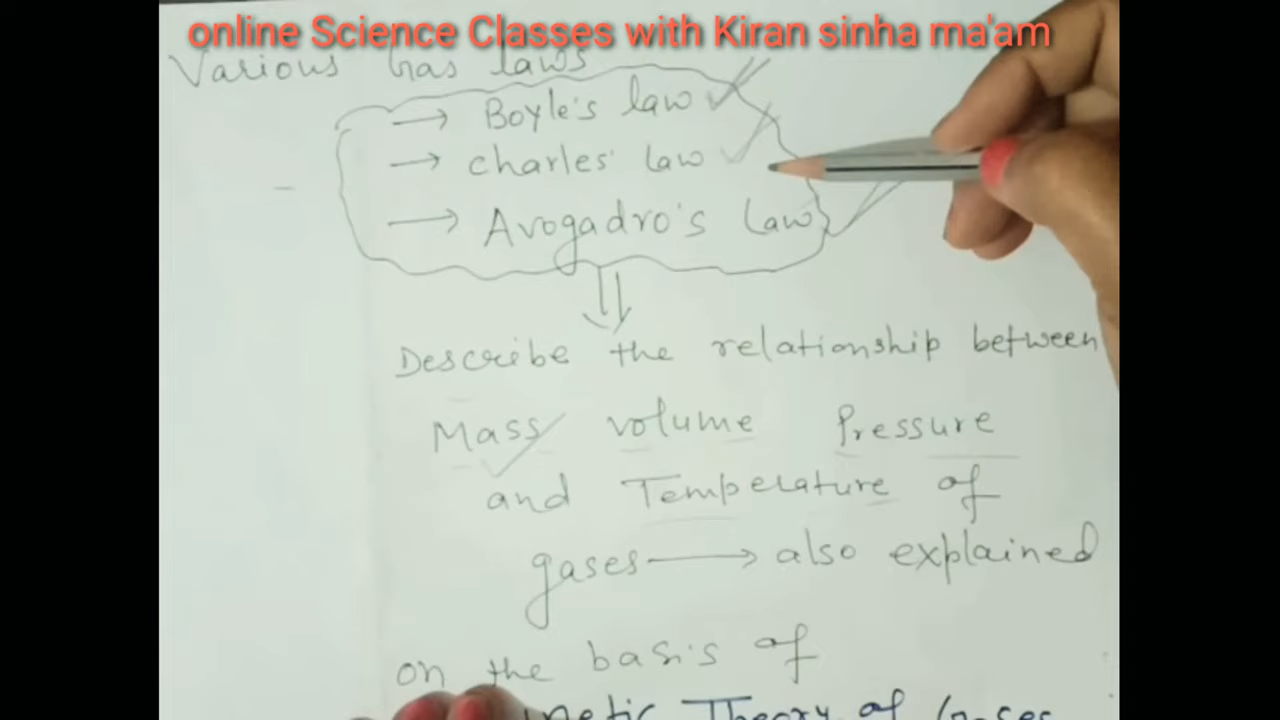 online Science Classes with Kiran sinha ma'am
Various Gas laws
→ Boyle's law ✓
→ charles' law ✓
→ Avogadro's law
Describe the relationship between
Mass volume Pressure
and Temperature of
gases → also explained
on the basis of
Theory of Gases